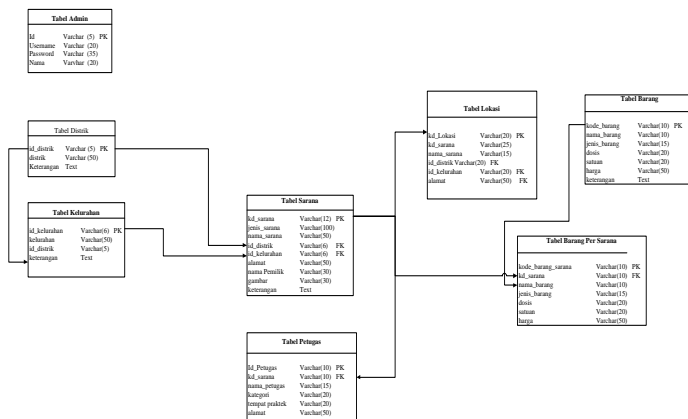 Tabel Admin
Id Varchar (5) PK
Username Varchar (20)
Password Varchar (35)
Nama Varvhar (20)
Tabel Distrik
id_distrik Varchar (5) PK
distrik Varchar (50)
Keterangan Text
Tabel Kelurahan
id_kelurahan Varchar(6) PK
kelurahan Varchar(50)
id_distrik Varchar(5)
keterangan Text
Tabel Sarana
kd_sarana Varchar(12) PK
jenis_sarana Varchar(100)
nama_sarana Varchar(50)
id_distrik Varchar(6) FK
id_kelurahan Varchar(6) FK
alamat Varchar(50)
nama Pemilik Varchar(30)
gambar Varchar(30)
keterangan Text
Tabel Petugas
Id_Petugas Varchar(10) PK
kd_sarana Varchar(10) FK
nama_petugas Varchar(15)
kategori Varchar(20)
tempat praktek Varchar(20)
alamat Varchar(50)
Tabel Lokasi
kd_Lokasi Varchar(20) PK
kd_sarana Varchar(25)
nama_sarana Varchar(15)
id_distrik Varchar(20) FK
id_kelurahan Varchar(20) FK
alamat Varchar(50) FK
Tabel Barang
kode_barang Varchar(10) PK
nama_barang Varchar(10)
jenis_barang Varchar(15)
dosis Varchar(20)
satuan Varchar(20)
harga Varchar(50)
keterangan Text
Tabel Barang Per Sarana
kode_barang_sarana Varchar(10) PK
kd_sarana Varchar(10) FK
nama_barang Varchar(10)
jenis_barang Varchar(15)
dosis Varchar(20)
satuan Varchar(20)
harga Varchar(50)